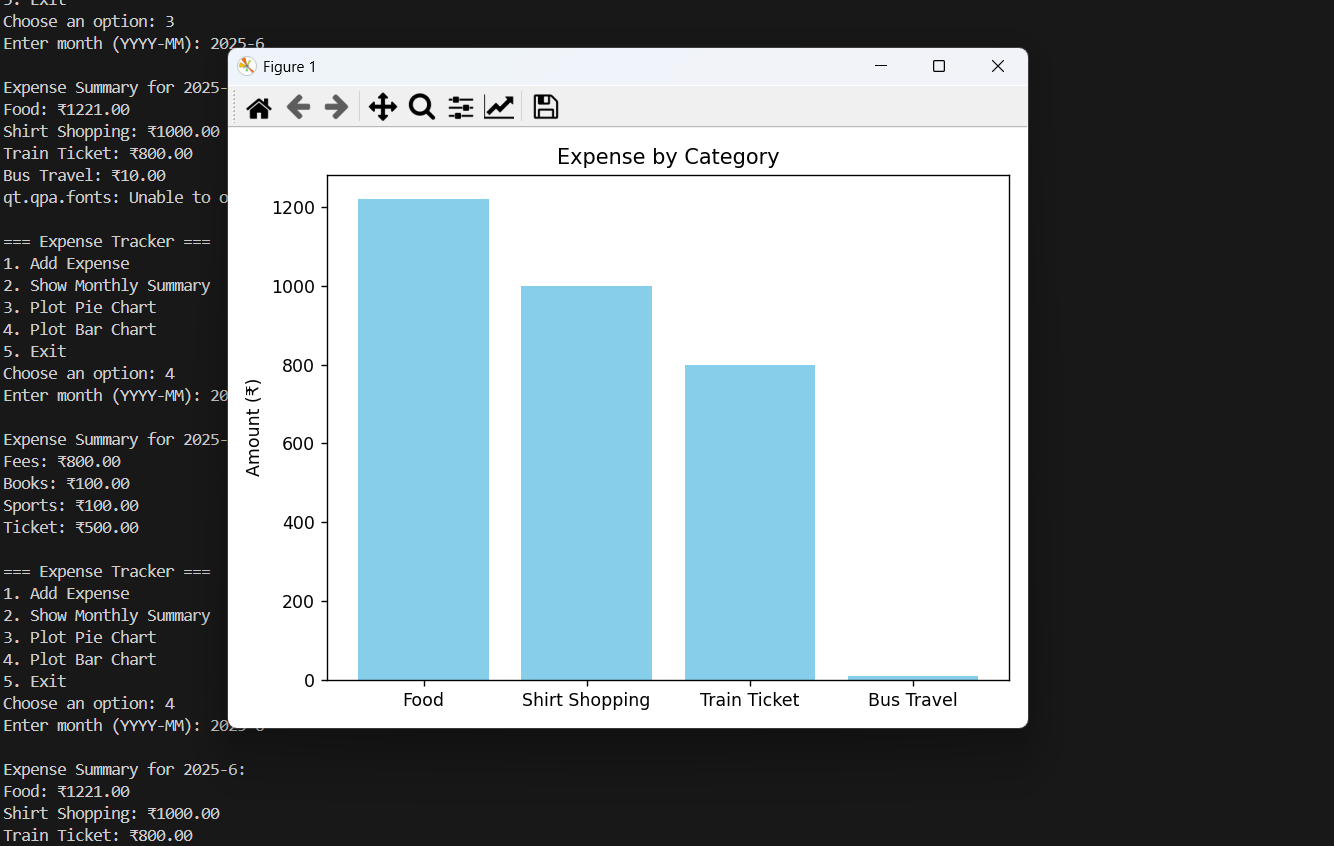 5. Exit
Choose an option: 3
Enter month (YYYY-MM): 2025-6
Expense Summary for 2025-
Food: ₹1221.00
Shirt Shopping: ₹1000.00
Train Ticket: ₹800.00
Bus Travel: ₹10.00
qt.qpa.fonts: Unable to o
=== Expense Tracker ===
1. Add Expense
2. Show Monthly Summary
3. Plot Pie Chart
4. Plot Bar Chart
5. Exit
Choose an option: 4
Enter month (YYYY-MM): 20
Expense Summary for 2025-
Fees: ₹800.00
Books: ₹100.00
Sports: ₹100.00
Ticket: ₹500.00
=== Expense Tracker ===
1. Add Expense
2. Show Monthly Summary
3. Plot Pie Chart
4. Plot Bar Chart
5. Exit
Choose an option: 4
Enter month (YYYY-MM): 2025-6
Expense Summary for 2025-6:
Food: ₹1221.00
Shirt Shopping: ₹1000.00
Train Ticket: ₹800.00
Figure 1
Expense by Category
Amount (₹)
1200
1000
800
600
400
200
0
Food Shirt Shopping Train Ticket Bus Travel